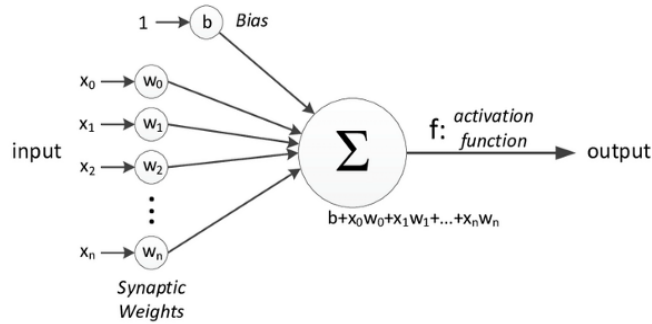 1 b Bias
x₀ w₀
x₁ w₁
input x₂ w₂
⋮
xₙ wₙ
Synaptic
Weights
Σ
b+x₀w₀+x₁w₁+...+xₙwₙ
f: activation
function
output